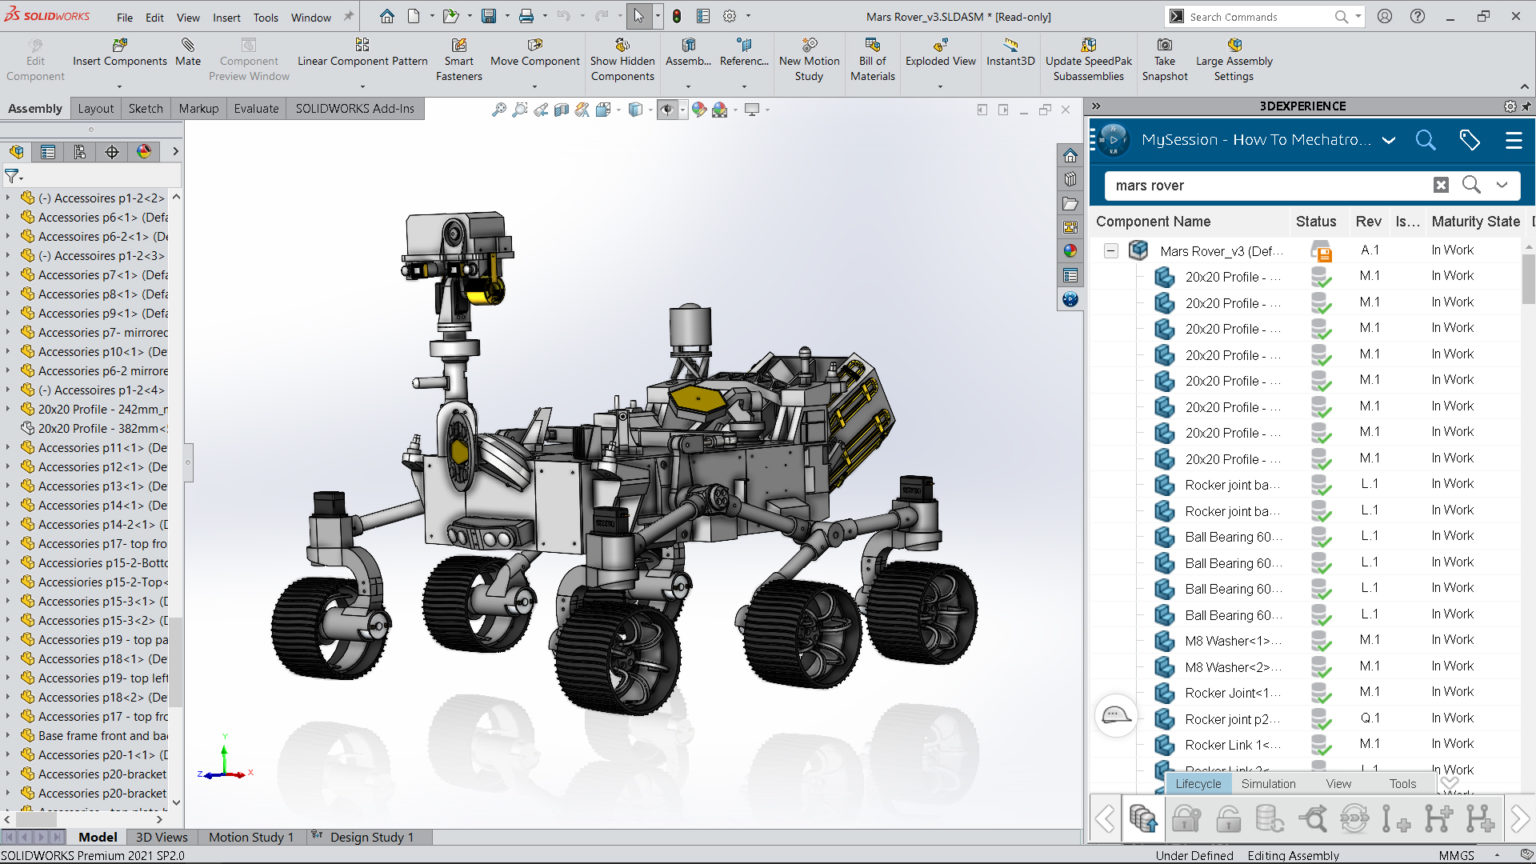 SOLIDWORKS
File Edit View Insert Tools Window
Mars Rover_v3.SLDASM * [Read-only]
Search Commands
Edit Component
Insert Components
Mate
Component Preview Window
Linear Component Pattern
Smart Fasteners
Move Component
Show Hidden Components
Assemb...
Referenc...
New Motion Study
Bill of Materials
Exploded View
Instant3D
Update SpeedPak Subassemblies
Take Snapshot
Large Assembly Settings
Assembly Layout Sketch Markup Evaluate SOLIDWORKS Add-Ins
(-) Accessoires p1-2<2>
Accessories p6<1> (Defa
Accessoires p6-2<1> (De
(-) Accessoires p1-2<3>
Accessories p7<1> (Defa
Accessories p8<1> (Defa
Accessories p9<1> (Defa
Accessories p7- mirrored
Accessories p10<1> (De
Accessories p6-2 mirrore
(-) Accessoires p1-2<4>
20x20 Profile - 242mm_m
20x20 Profile - 382mm<
Accessories p11<1> (De
Accessories p12<1> (De
Accessories p13<1> (De
Accessories p14<1> (De
Accessories p14-2<1> (D
Accessories p17- top fro
Accessiories p15-2-Botto
Accessories p15-2-Top<
Accessories p15-3<1> (D
Accessories p15-3<2> (D
Accessories p19 - top pa
Accessories p18<1> (De
Accessories p19- top left
Accessories p18<2> (De
Accessories p17 - top fro
Base frame front and bac
Accessories p20-1<1> (D
Accessories p20-bracket
Accessories p20-bracket
Y
Z
X
3DEXPERIENCE
V.R
MySession - How To Mechatro...
mars rover
Component Name Status Rev Is... Maturity State
Mars Rover_v3 (Def... A.1 In Work
20x20 Profile - ... M.1 In Work
20x20 Profile - ... M.1 In Work
20x20 Profile - ... M.1 In Work
20x20 Profile - ... M.1 In Work
20x20 Profile - ... M.1 In Work
20x20 Profile - ... M.1 In Work
20x20 Profile - ... M.1 In Work
20x20 Profile - ... M.1 In Work
Rocker joint ba... L.1 In Work
Rocker joint ba... L.1 In Work
Ball Bearing 60... L.1 In Work
Ball Bearing 60... L.1 In Work
Ball Bearing 60... L.1 In Work
Ball Bearing 60... L.1 In Work
M8 Washer<1>... M.1 In Work
M8 Washer<2>... M.1 In Work
Rocker Joint<1... M.1 In Work
Rocker joint p2... Q.1 In Work
Rocker Link 1<... M.1 In Work
Rocker Link 2<... L.1 In Work
Lifecycle Simulation View Tools
Model 3D Views Motion Study 1 Design Study 1
SOLIDWORKS Premium 2021 SP2.0
Under Defined Editing Assembly MMGS